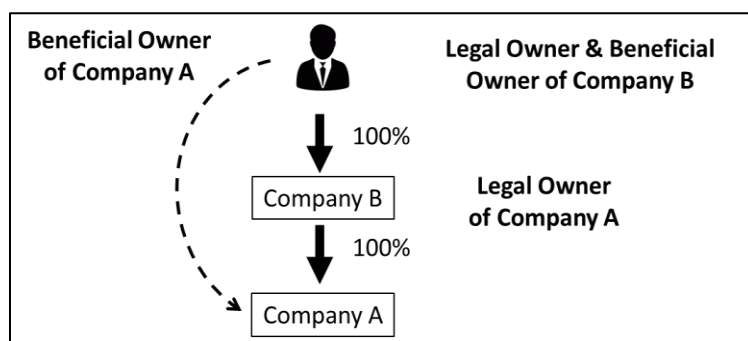 Beneficial Owner
of Company A
Legal Owner & Beneficial
Owner of Company B
100%
Company B
Legal Owner
of Company A
100%
Company A